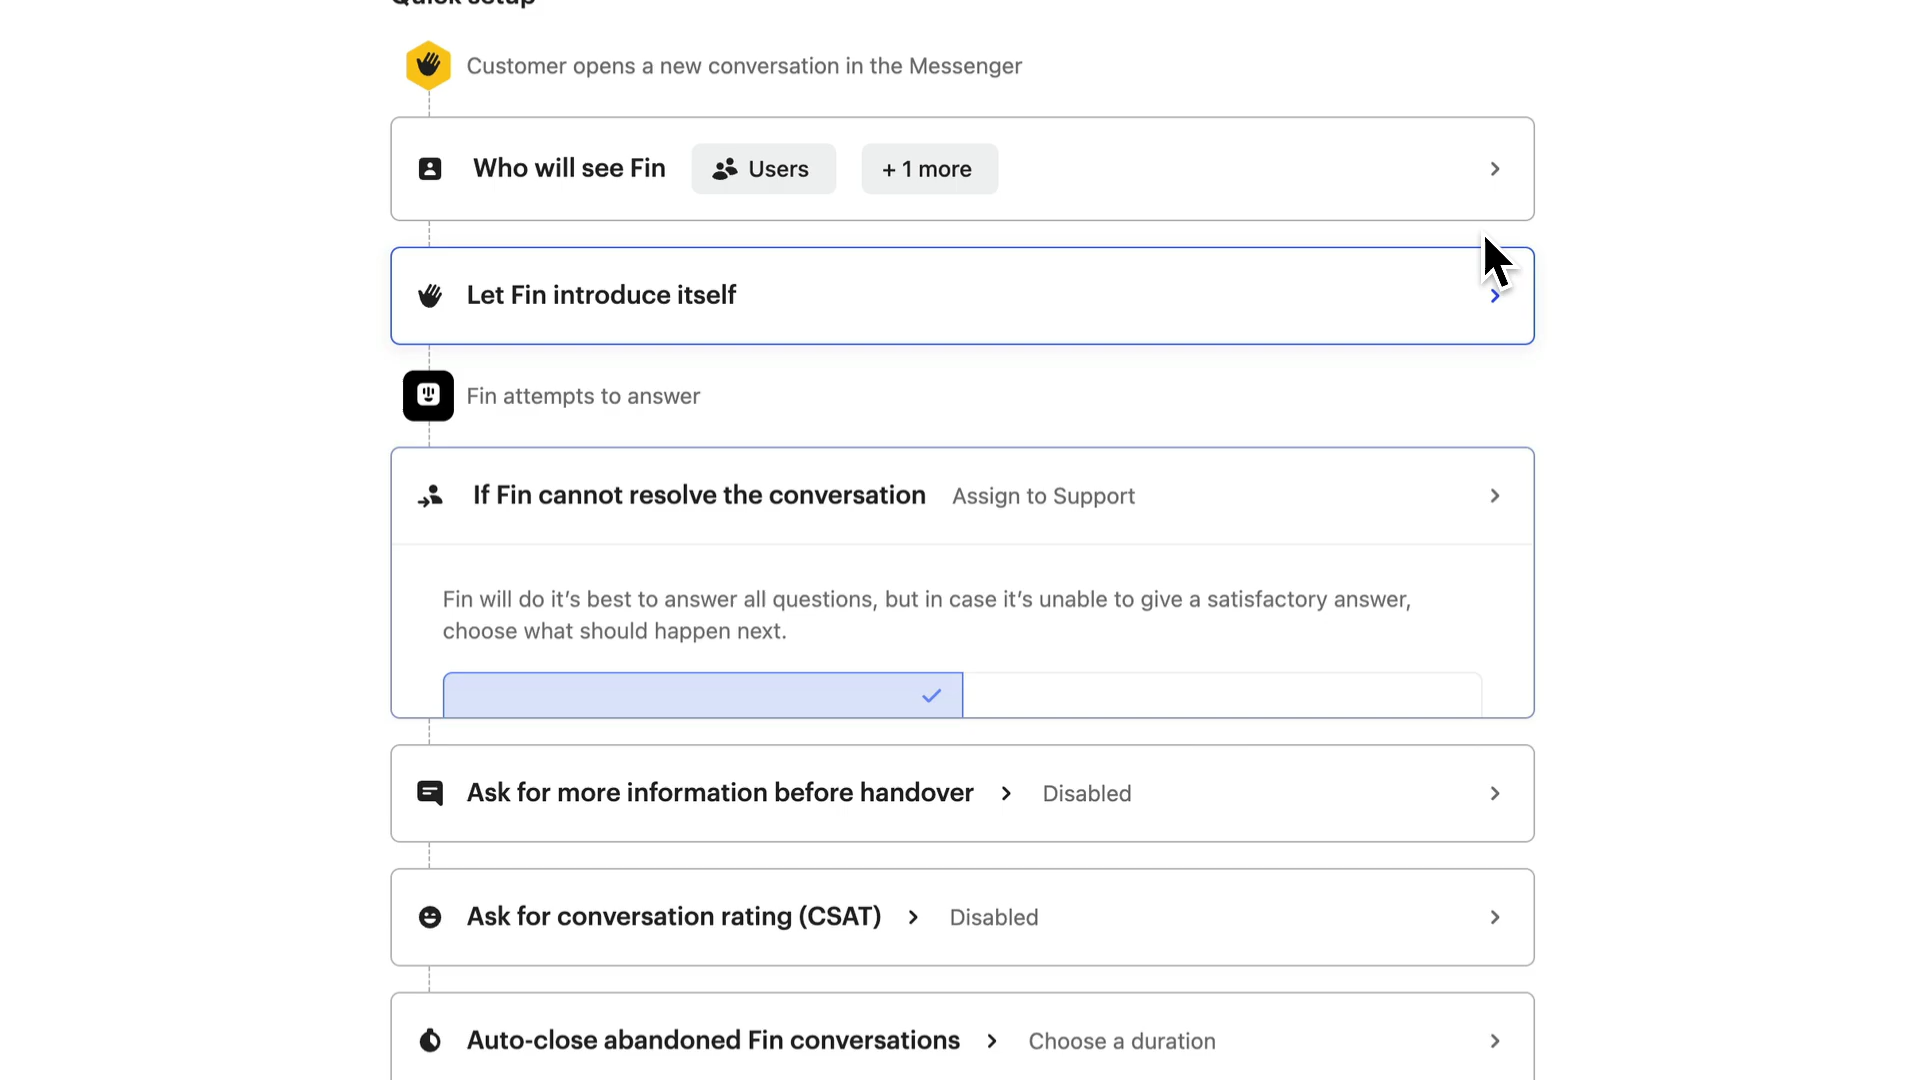 Quick setup
Customer opens a new conversation in the Messenger
Who will see Fin Users + 1 more
Let Fin introduce itself
Fin attempts to answer
If Fin cannot resolve the conversation Assign to Support
Fin will do it’s best to answer all questions, but in case it’s unable to give a satisfactory answer,
choose what should happen next.
Ask for more information before handover Disabled
Ask for conversation rating (CSAT) Disabled
Auto-close abandoned Fin conversations Choose a duration